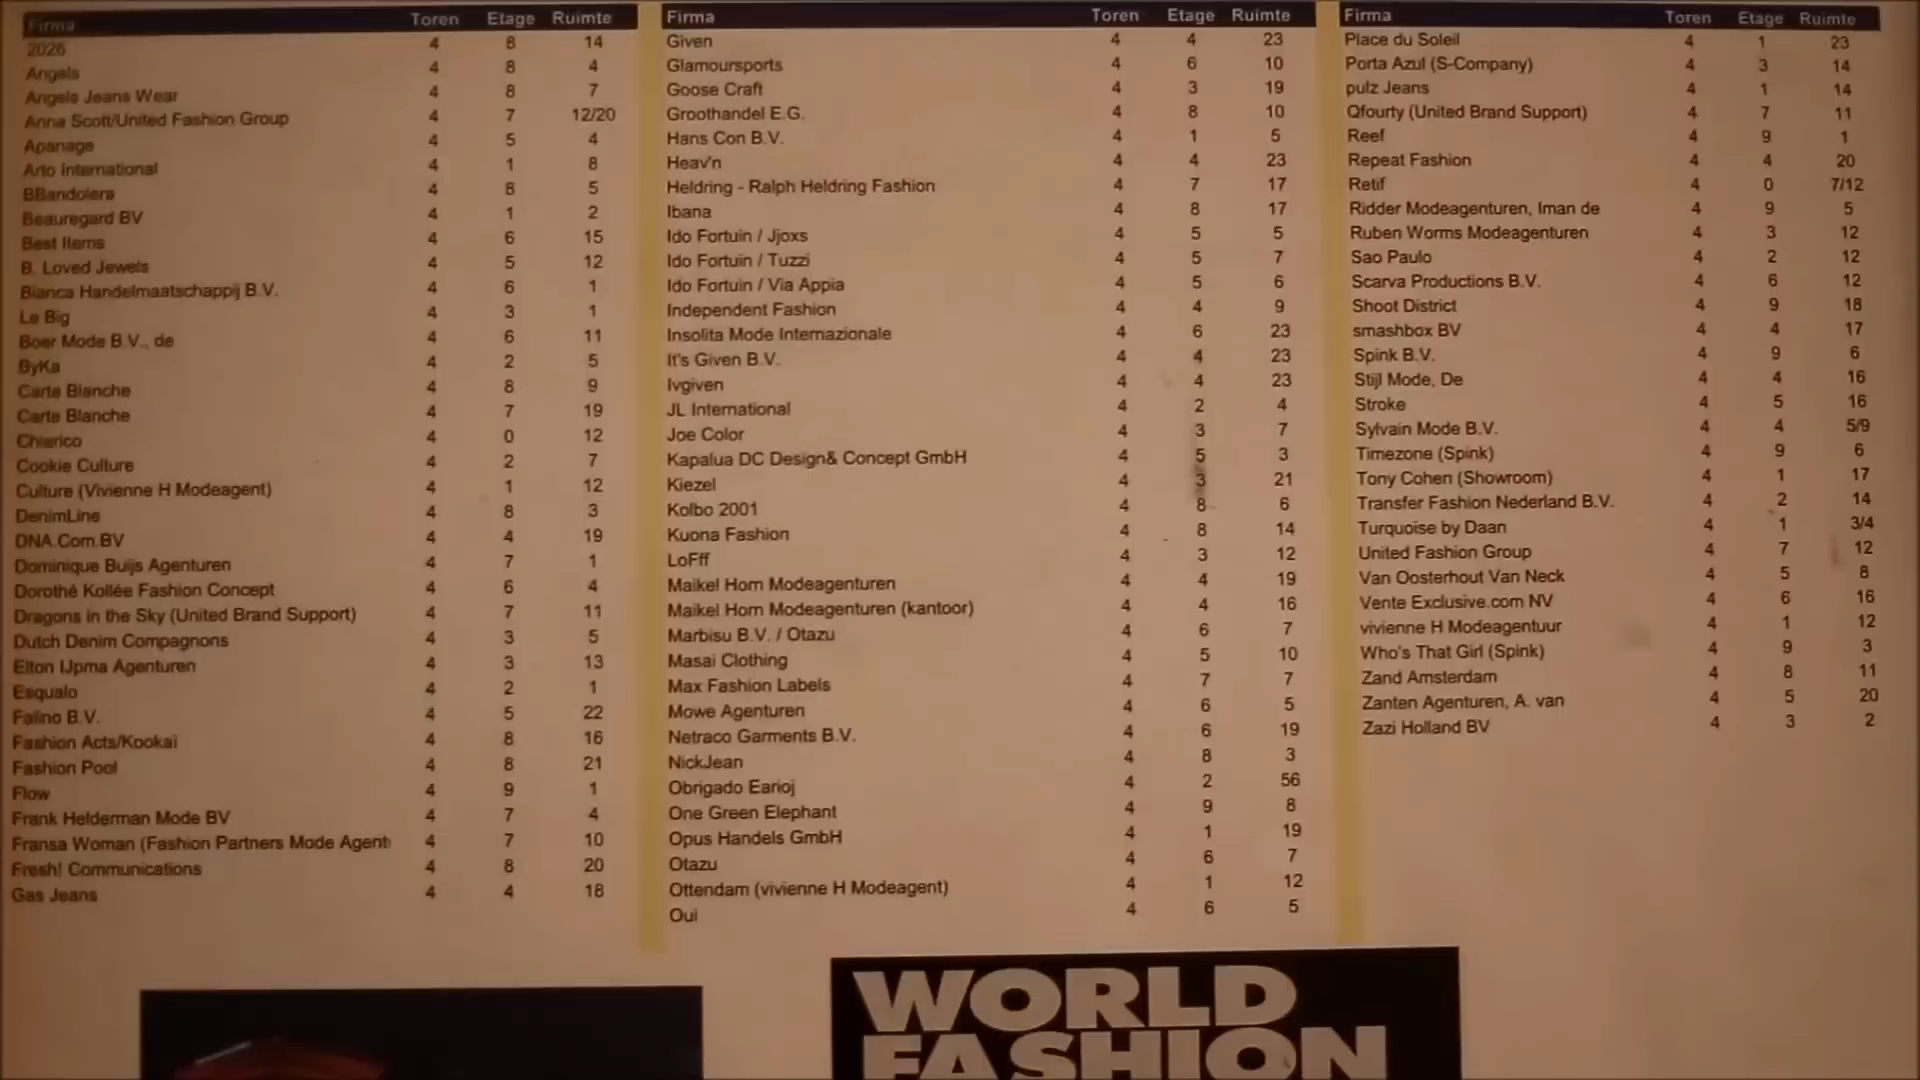 Firma Toren Etage Ruimte
2026 4 8 14
Angels 4 8 4
Angels Jeans Wear 4 8 7
Anna Scott/United Fashion Group 4 7 12/20
Apanage 4 5 4
Arto International 4 1 8
BBandolera 4 8 5
Beauregard BV 4 1 2
Best Items 4 6 15
B. Loved Jewels 4 5 12
Bianca Handelmaatschappij B.V. 4 6 1
Le Big 4 3 1
Boer Mode B.V., de 4 6 11
ByKa 4 2 5
Carte Blanche 4 8 9
Carte Blanche 4 7 19
Chierico 4 0 12
Cookie Culture 4 2 7
Culture (Vivienne H Modeagent) 4 1 12
DenimLine 4 8 3
DNA.Com.BV 4 4 19
Dominique Buijs Agenturen 4 7 1
Dorothé Kollée Fashion Concept 4 6 4
Dragons in the Sky (United Brand Support) 4 7 11
Dutch Denim Compagnons 4 3 5
Elton IJpma Agenturen 4 3 13
Esqualo 4 2 1
Falino B.V. 4 5 22
Fashion Acts/Kookaï 4 8 16
Fashion Pool 4 8 21
Flow 4 9 1
Frank Helderman Mode BV 4 7 4
Fransa Woman (Fashion Partners Mode Agent 4 7 10
Fresh! Communications 4 8 20
Gas Jeans 4 4 18
Firma Toren Etage Ruimte
Given 4 4 23
Glamoursports 4 6 10
Goose Craft 4 3 19
Groothandel E.G. 4 8 10
Hans Con B.V. 4 1 5
Heav'n 4 4 23
Heldring - Ralph Heldring Fashion 4 7 17
Ibana 4 8 17
Ido Fortuin / Jjoxs 4 5 5
Ido Fortuin / Tuzzi 4 5 7
Ido Fortuin / Via Appia 4 5 6
Independent Fashion 4 4 9
Insolita Mode Internazionale 4 6 23
It's Given B.V. 4 4 23
Ivgiven 4 4 23
JL International 4 2 4
Joe Color 4 3 7
Kapalua DC Design& Concept GmbH 4 5 3
Kiezel 4 3 21
Kolbo 2001 4 8 6
Kuona Fashion 4 8 14
LoFff 4 3 12
Maikel Horn Modeagenturen 4 4 19
Maikel Horn Modeagenturen (kantoor) 4 4 16
Marbisu B.V. / Otazu 4 6 7
Masai Clothing 4 5 10
Max Fashion Labels 4 7 7
Mowe Agenturen 4 6 5
Netraco Garments B.V. 4 6 19
NickJean 4 8 3
Obrigado Earioj 4 2 56
One Green Elephant 4 9 8
Opus Handels GmbH 4 1 19
Otazu 4 6 7
Ottendam (vivienne H Modeagent) 4 1 12
Oui 4 6 5
Firma Toren Etage Ruimte
Place du Soleil 4 1 23
Porta Azul (S-Company) 4 3 14
pulz Jeans 4 1 14
Qfourty (United Brand Support) 4 7 11
Reef 4 9 1
Repeat Fashion 4 4 20
Retif 4 0 7/12
Ridder Modeagenturen, Iman de 4 9 5
Ruben Worms Modeagenturen 4 3 12
Sao Paulo 4 2 12
Scarva Productions B.V. 4 6 12
Shoot District 4 9 18
smashbox BV 4 4 17
Spink B.V. 4 9 6
Stijl Mode, De 4 4 16
Stroke 4 5 16
Sylvain Mode B.V. 4 4 5/9
Timezone (Spink) 4 9 6
Tony Cohen (Showroom) 4 1 17
Transfer Fashion Nederland B.V. 4 2 14
Turquoise by Daan 4 1 3/4
United Fashion Group 4 7 12
Van Oosterhout Van Neck 4 5 8
Vente Exclusive.com NV 4 6 16
vivienne H Modeagentuur 4 1 12
Who's That Girl (Spink) 4 9 3
Zand Amsterdam 4 8 11
Zanten Agenturen, A. van 4 5 20
Zazi Holland BV 4 3 2
WORLD
FASHION